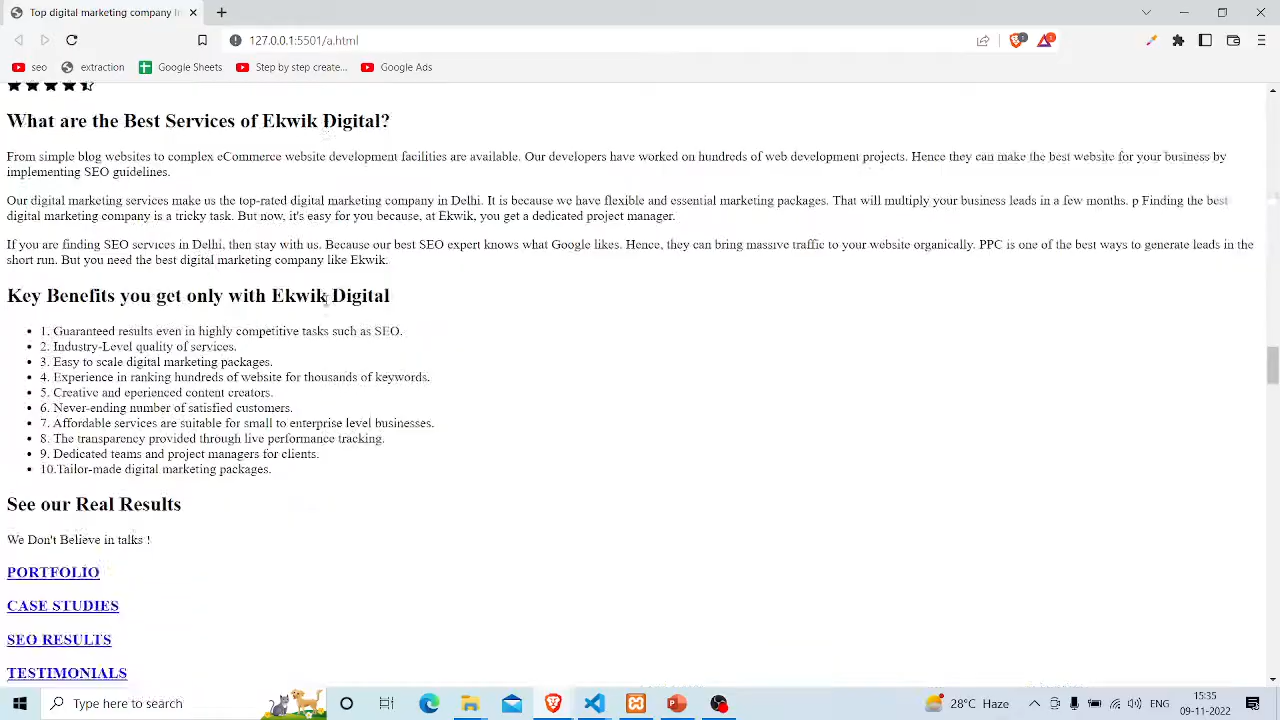 Top digital marketing company I
127.0.0.1:5501/a.html
seo
extraction
Google Sheets
Step by step create...
Google Ads
What are the Best Services of Ekwik Digital?
From simple blog websites to complex eCommerce website development facilities are available. Our developers have worked on hundreds of web development projects. Hence they can make the best website for your business by
implementing SEO guidelines.
Our digital marketing services make us the top-rated digital marketing company in Delhi. It is because we have flexible and essential marketing packages. That will multiply your business leads in a few months. p Finding the best
digital marketing company is a tricky task. But now, it's easy for you because, at Ekwik, you get a dedicated project manager.
If you are finding SEO services in Delhi, then stay with us. Because our best SEO expert knows what Google likes. Hence, they can bring massive traffic to your website organically. PPC is one of the best ways to generate leads in the
short run. But you need the best digital marketing company like Ekwik.
Key Benefits you get only with Ekwik Digital
• 1. Guaranteed results even in highly competitive tasks such as SEO.
• 2. Industry-Level quality of services.
• 3. Easy to scale digital marketing packages.
• 4. Experience in ranking hundreds of website for thousands of keywords.
• 5. Creative and eperienced content creators.
• 6. Never-ending number of satisfied customers.
• 7. Affordable services are suitable for small to enterprise level businesses.
• 8. The transparency provided through live performance tracking.
• 9. Dedicated teams and project managers for clients.
• 10.Tailor-made digital marketing packages.
See our Real Results
We Don't Believe in talks !
PORTFOLIO
CASE STUDIES
SEO RESULTS
TESTIMONIALS
Type here to search
28°C Haze
ENG
15:35
09-11-2022